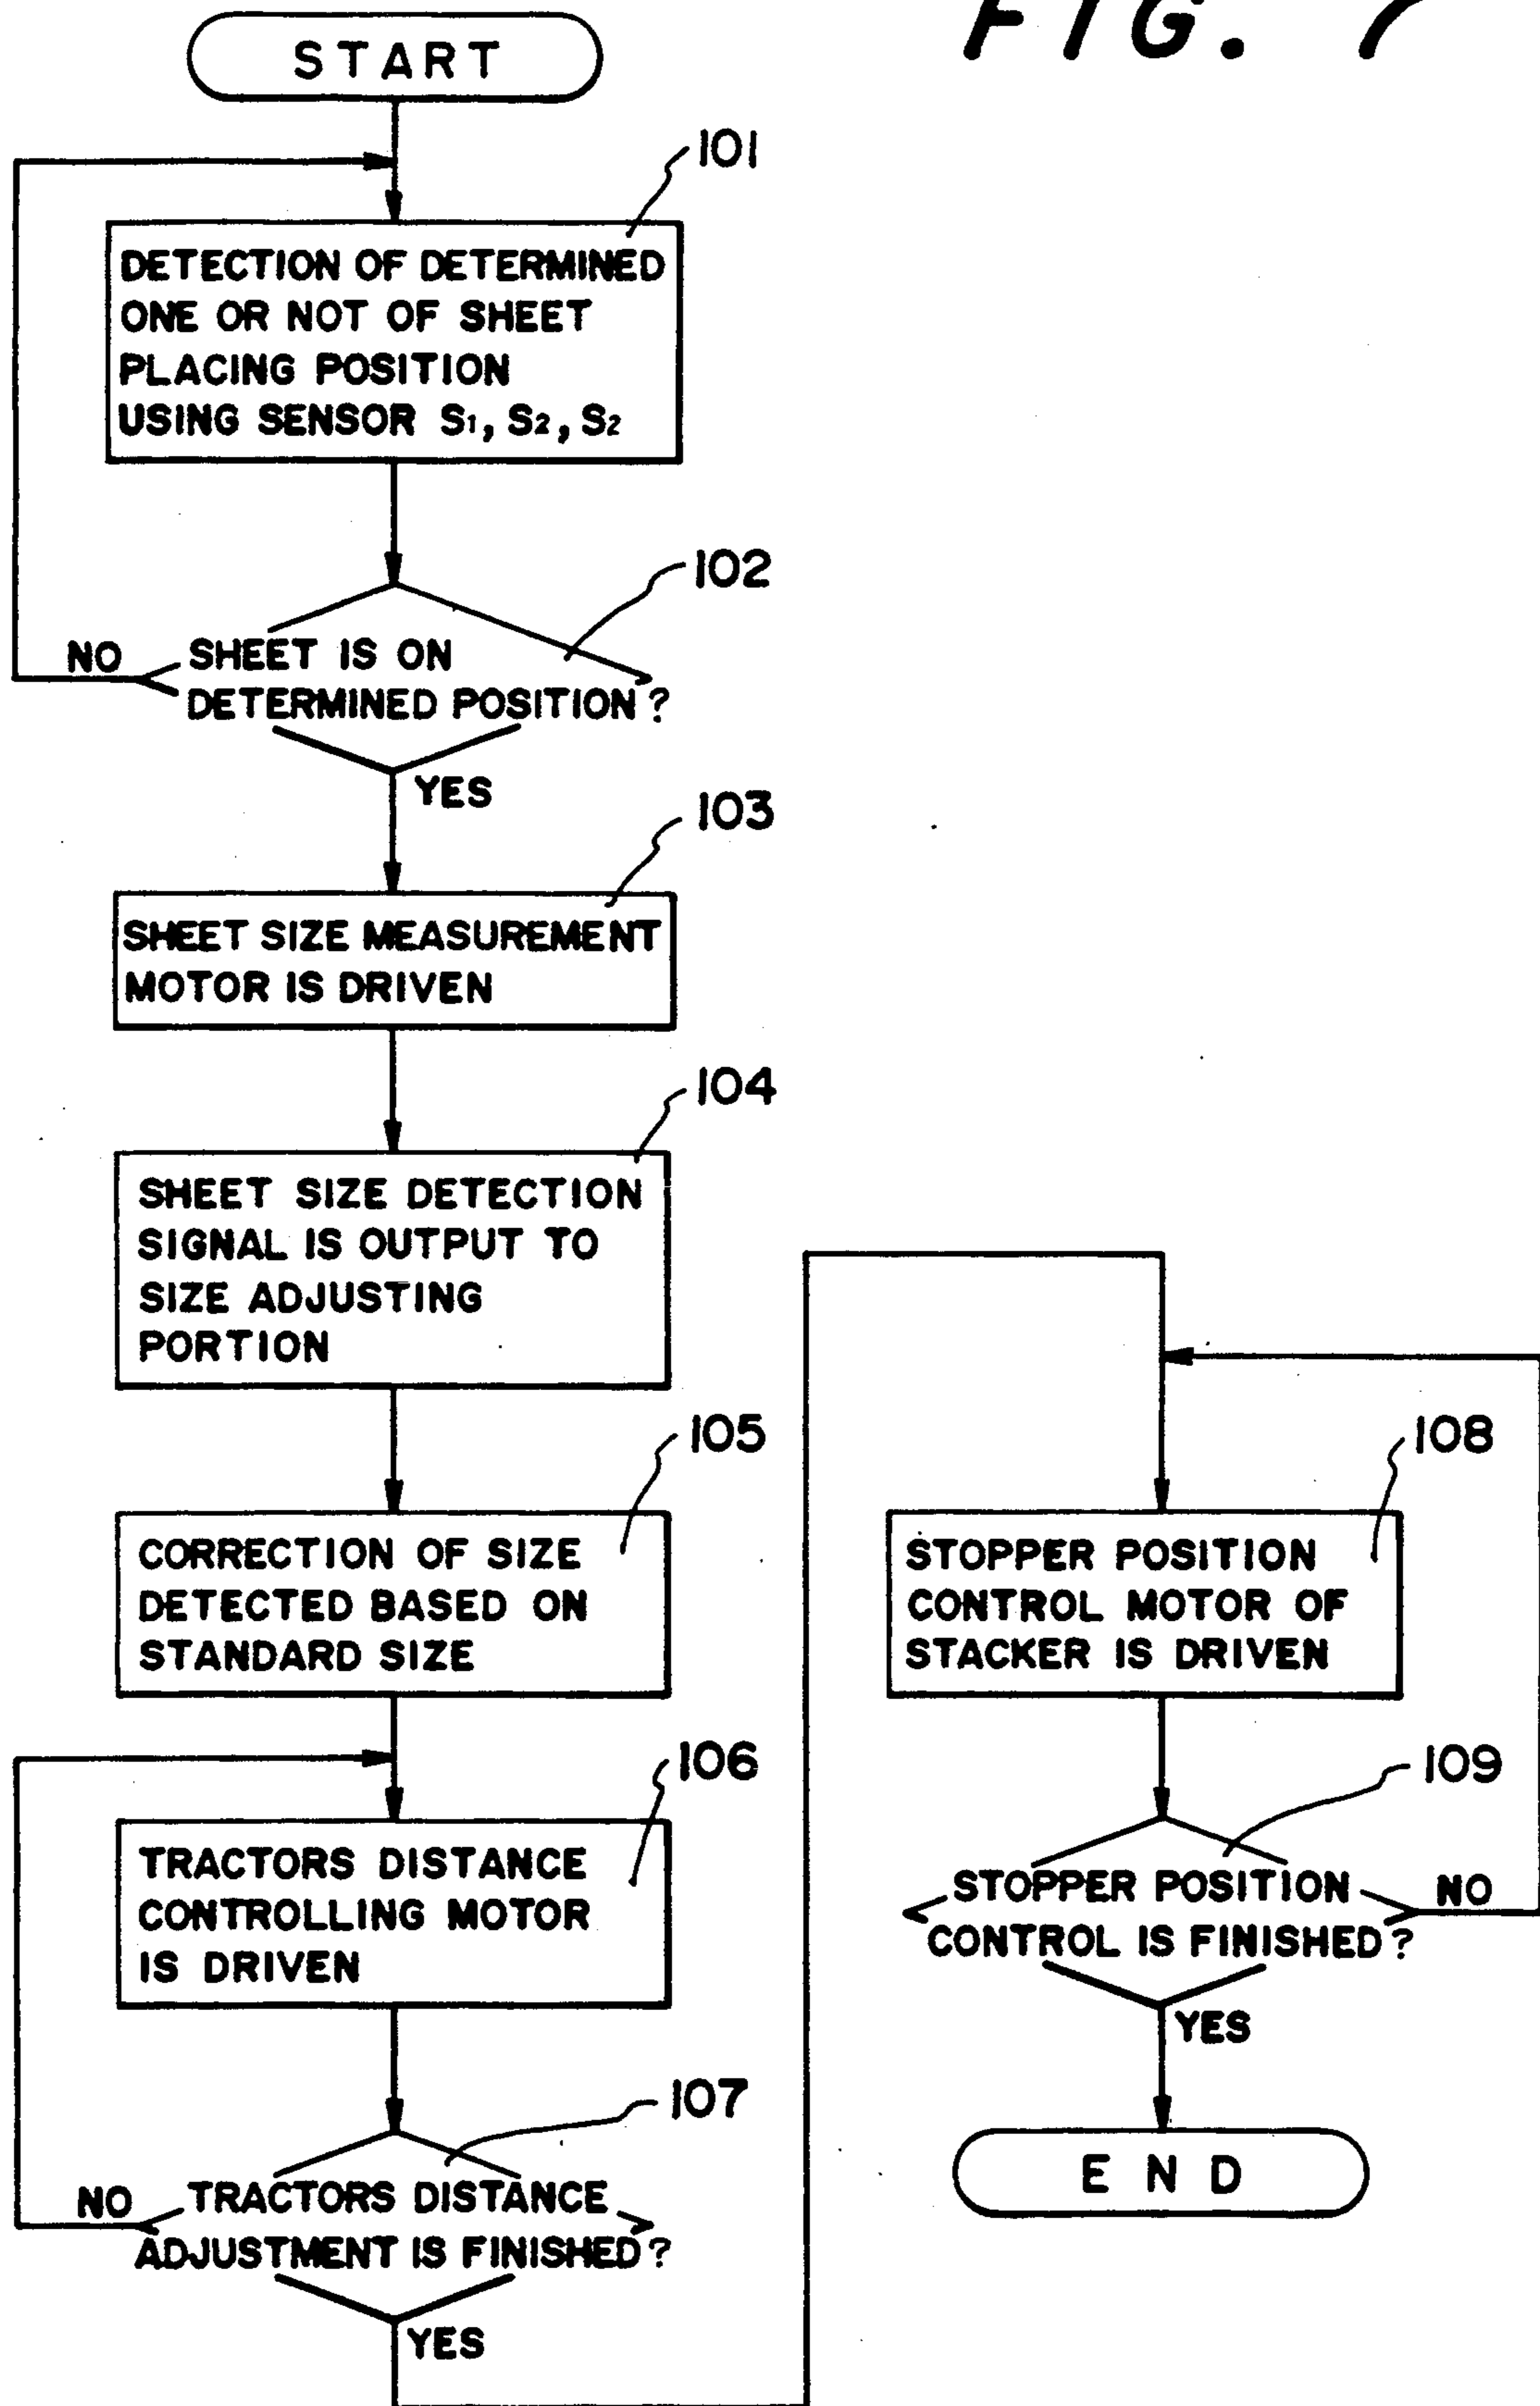 FIG. 7
START
101
DETECTION OF DETERMINED
ONE OR NOT OF SHEET
PLACING POSITION
USING SENSOR S1, S2, S2
102
NO
SHEET IS ON
DETERMINED POSITION?
YES
103
SHEET SIZE MEASUREMENT
MOTOR IS DRIVEN
104
SHEET SIZE DETECTION
SIGNAL IS OUTPUT TO
SIZE ADJUSTING
PORTION
105
CORRECTION OF SIZE
DETECTED BASED ON
STANDARD SIZE
106
TRACTORS DISTANCE
CONTROLLING MOTOR
IS DRIVEN
107
NO
TRACTORS DISTANCE
ADJUSTMENT IS FINISHED?
YES
108
STOPPER POSITION
CONTROL MOTOR OF
STACKER IS DRIVEN
109
STOPPER POSITION
CONTROL IS FINISHED?
NO
YES
END